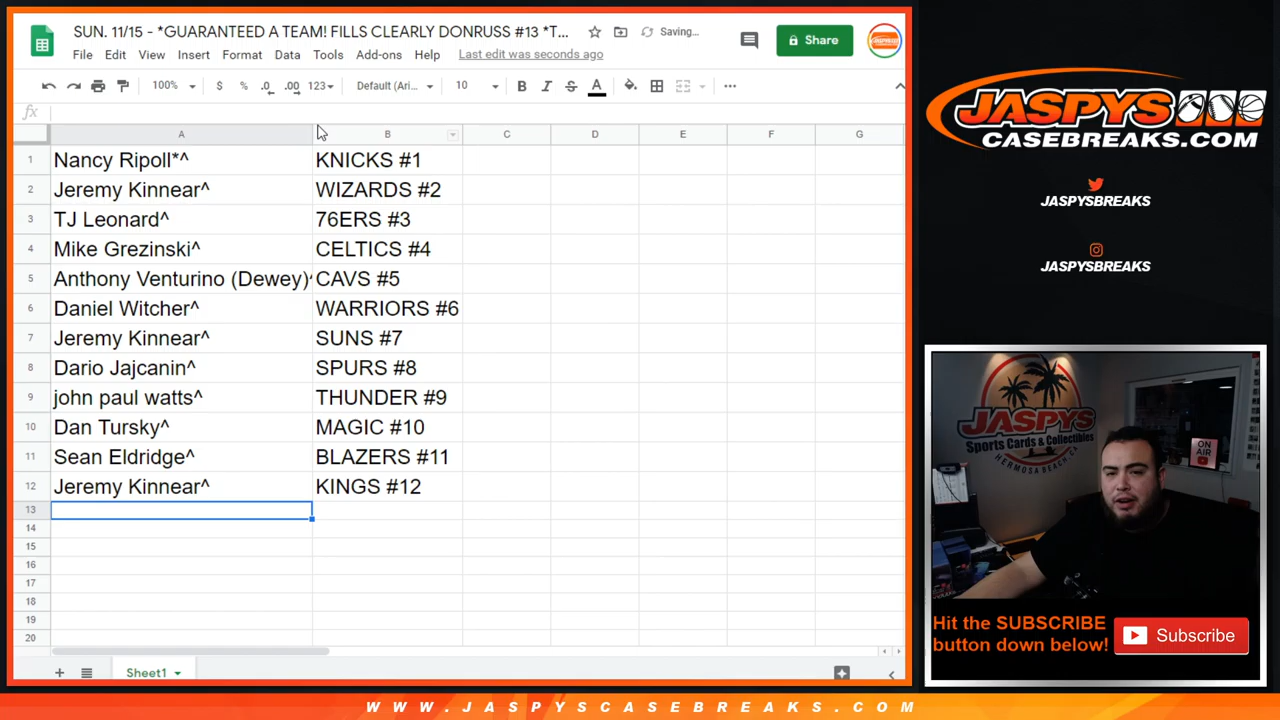 SUN. 11/15 - *GUARANTEED A TEAM! FILLS CLEARLY DONRUSS #13 *T...
Saving...
Share
File Edit View Insert Format Data Tools Add-ons Help Last edit was seconds ago
100% $ % .0 .00 123 Default (Ari... 10 B I S A
fx
A B C D E F G
1 Nancy Ripoll*^ KNICKS #1
2 Jeremy Kinnear^ WIZARDS #2
3 TJ Leonard^ 76ERS #3
4 Mike Grezinski^ CELTICS #4
5 Anthony Venturino (Dewey)^ CAVS #5
6 Daniel Witcher^ WARRIORS #6
7 Jeremy Kinnear^ SUNS #7
8 Dario Jajcanin^ SPURS #8
9 john paul watts^ THUNDER #9
10 Dan Tursky^ MAGIC #10
11 Sean Eldridge^ BLAZERS #11
12 Jeremy Kinnear^ KINGS #12
13
14
15
16
17
18
19
20
Sheet1
JASPYS
CASEBREAKS.COM
JASPYSBREAKS
JASPYSBREAKS
JASPYS
Sports Cards & Collectibles
HERMOSA BEACH, CA
ON AIR
Hit the SUBSCRIBE
button down below!
Subscribe
WWW.JASPYSCASEBREAKS.COM